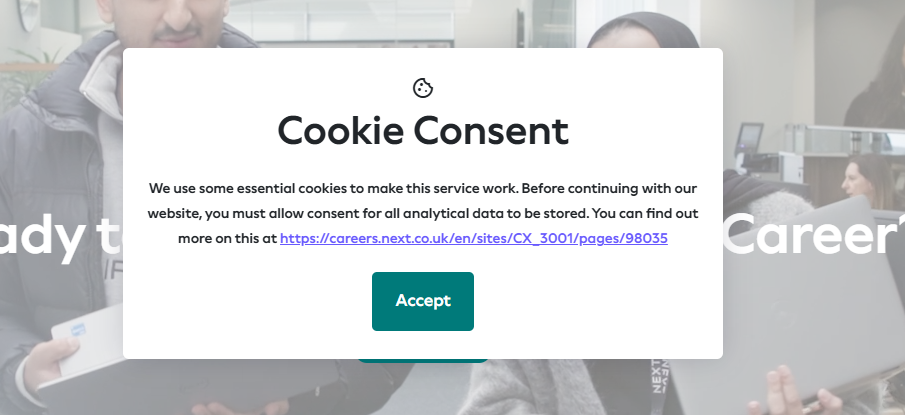 Cookie Consent
We use some essential cookies to make this service work. Before continuing with our
website, you must allow consent for all analytical data to be stored. You can find out
more on this at https://careers.next.co.uk/en/sites/CX_3001/pages/98035
ady t
Career?
Accept
NEXT